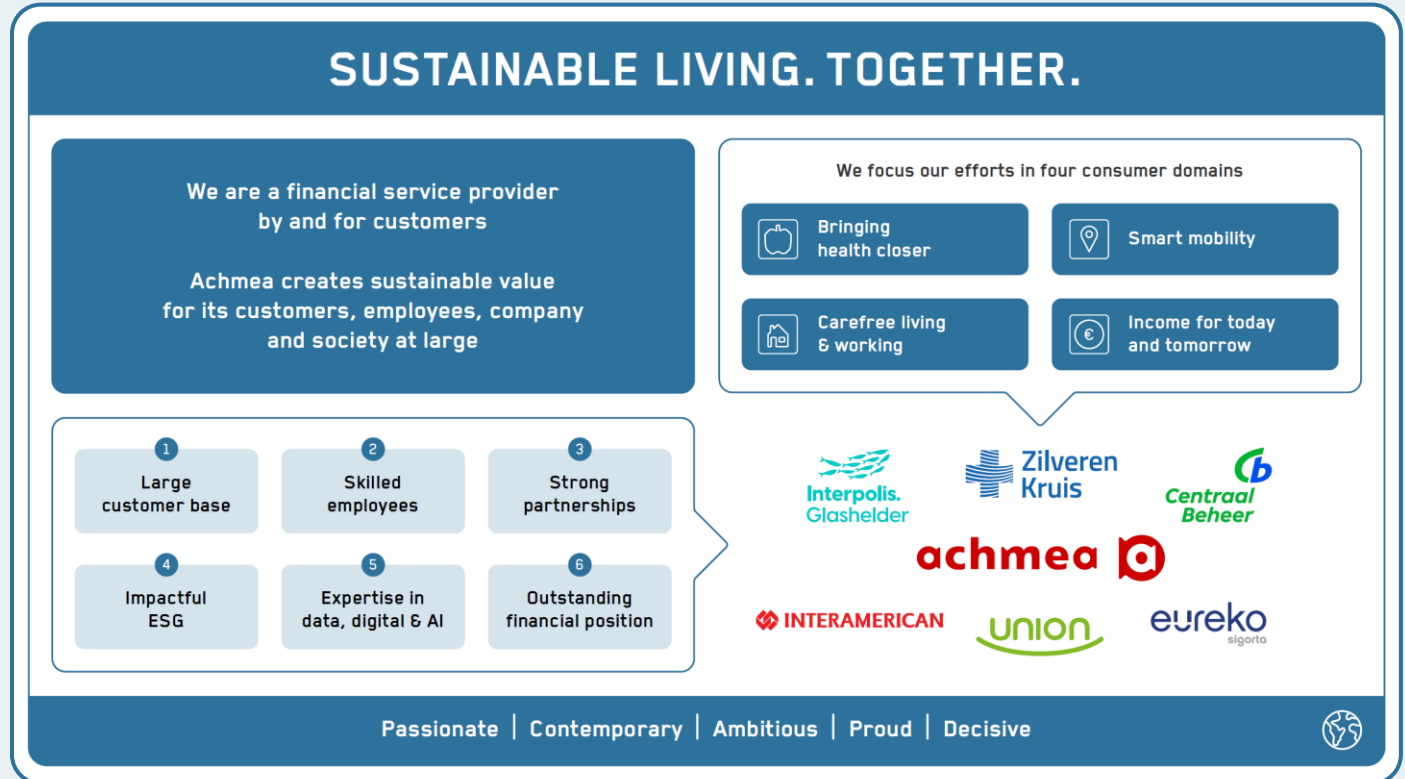 SUSTAINABLE LIVING. TOGETHER.
We are a financial service provider
by and for customers
Achmea creates sustainable value
for its customers, employees, company
and society at large
We focus our efforts in four consumer domains
Bringing
health closer
Smart mobility
Carefree living
& working
€
Income for today
and tomorrow
1
Large
customer base
2
Skilled
employees
3
Strong
partnerships
4
Impactful
ESG
5
Expertise in
data, digital & AI
6
Outstanding
financial position
Interpolis.
Glashelder
Zilveren
Kruis
Cb
Centraal
Beheer
achmea a
INTERAMERICAN
union
eureko
sigorta
Passionate | Contemporary | Ambitious | Proud | Decisive